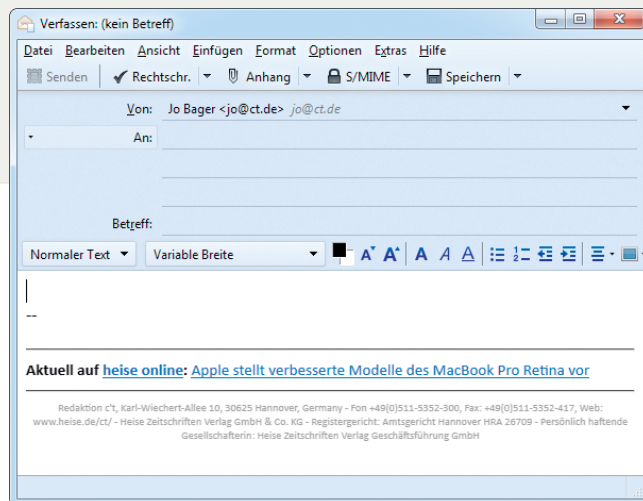 Verfassen: (kein Betreff)
Datei Bearbeiten Ansicht Einfügen Format Optionen Extras Hilfe
Senden Rechtschr. Anhang S/MIME Speichern
Von: Jo Bager <jo@ct.de> jo@ct.de
An:
Betreff:
Normaler Text Variable Breite
--
Aktuell auf heise online: Apple stellt verbesserte Modelle des MacBook Pro Retina vor
Redaktion c't, Karl-Wiechert-Allee 10, 30625 Hannover, Germany - Fon +49(0)511-5352-300, Fax: +49(0)511-5352-417, Web:
www.heise.de/ct/ - Heise Zeitschriften Verlag GmbH & Co. KG - Registergericht: Amtsgericht Hannover HRA 26709 - Persönlich haftende
Gesellschafterin: Heise Zeitschriften Verlag Geschäftsführung GmbH